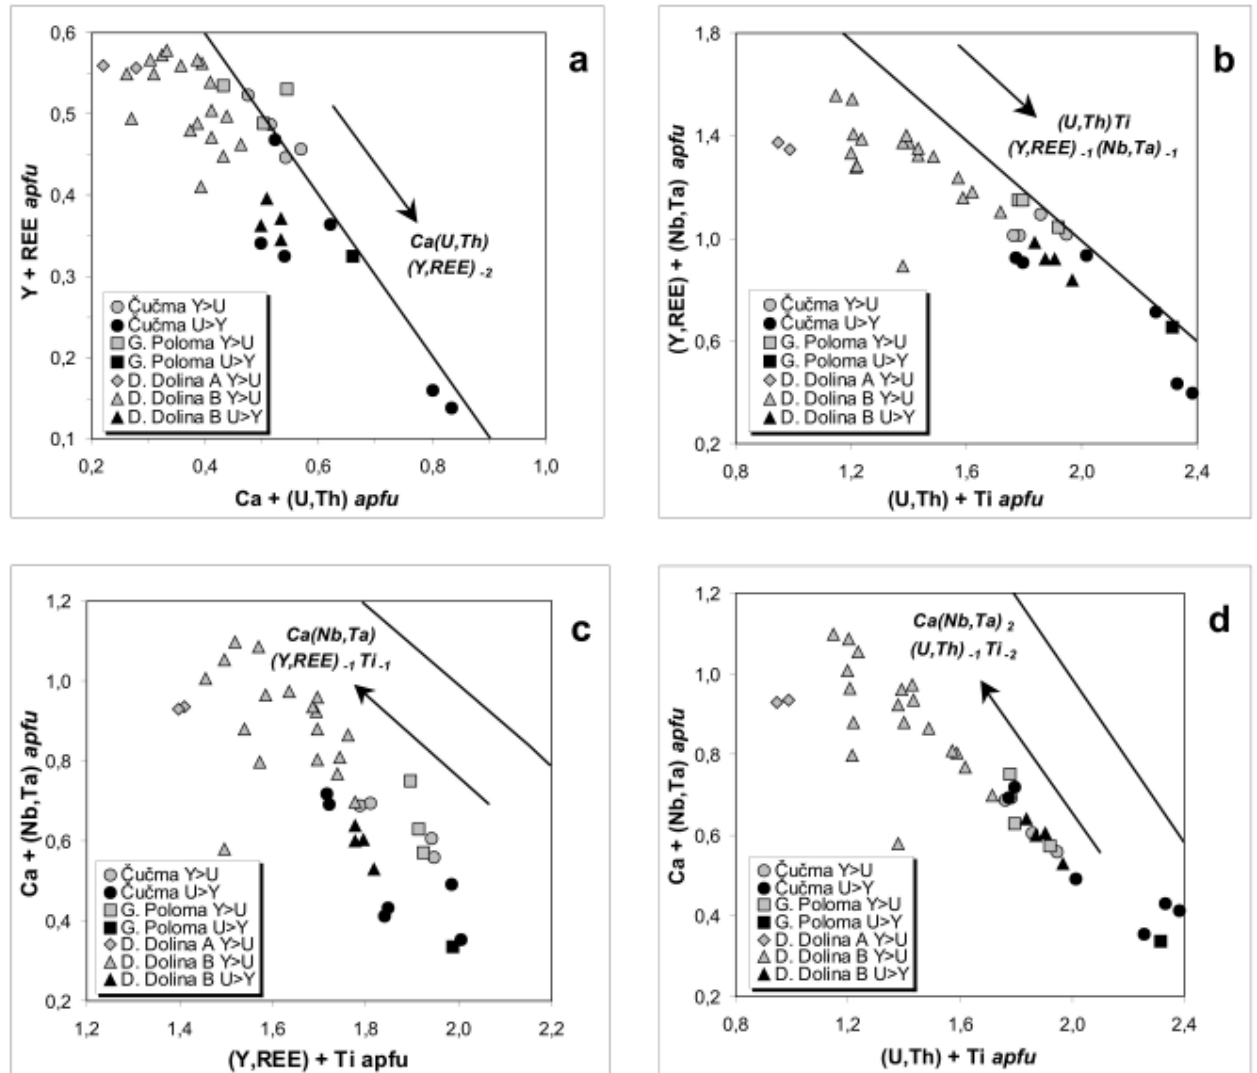 0,6
0,5
0,4
0,3
0,2
0,1
Y + REE apfu
a
Ca(U,Th)
(Y,REE) -2
Čučma Y>U
Čučma U>Y
G. Poloma Y>U
G. Poloma U>Y
D. Dolina A Y>U
D. Dolina B Y>U
D. Dolina B U>Y
0,2 0,4 0,6 0,8 1,0
Ca + (U,Th) apfu
1,8
1,4
1,0
0,6
0,2
(Y,REE) + (Nb,Ta) apfu
b
(U,Th)Ti
(Y,REE) -1 (Nb,Ta) -1
Čučma Y>U
Čučma U>Y
G. Poloma Y>U
G. Poloma U>Y
D. Dolina A Y>U
D. Dolina B Y>U
D. Dolina B U>Y
0,8 1,2 1,6 2,0 2,4
(U,Th) + Ti apfu
1,2
1,0
0,8
0,6
0,4
0,2
Ca + (Nb,Ta) apfu
c
Ca(Nb,Ta)
(Y,REE) -1 Ti -1
Čučma Y>U
Čučma U>Y
G. Poloma Y>U
G. Poloma U>Y
D. Dolina A Y>U
D. Dolina B Y>U
D. Dolina B U>Y
1,2 1,4 1,6 1,8 2,0 2,2
(Y,REE) + Ti apfu
1,2
1,0
0,8
0,6
0,4
0,2
Ca + (Nb,Ta) apfu
d
Ca(Nb,Ta) 2
(U,Th) -1 Ti -2
Čučma Y>U
Čučma U>Y
G. Poloma Y>U
G. Poloma U>Y
D. Dolina A Y>U
D. Dolina B Y>U
D. Dolina B U>Y
0,8 1,2 1,6 2,0 2,4
(U,Th) + Ti apfu